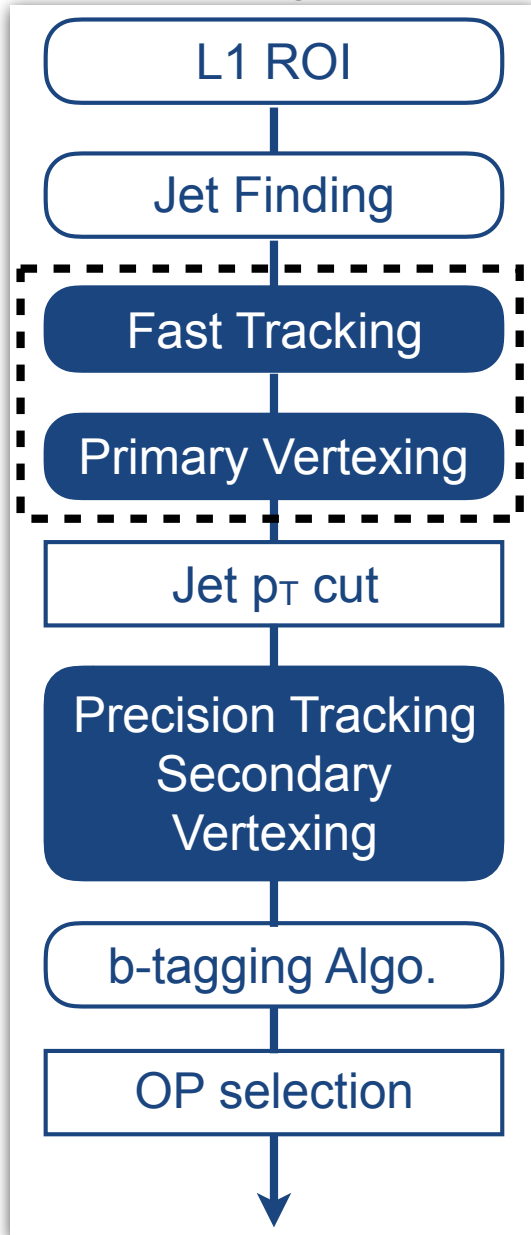 L1 ROI
Jet Finding
Fast Tracking
Primary Vertexing
Jet pT cut
Precision Tracking
Secondary
Vertexing
b-tagging Algo.
OP selection